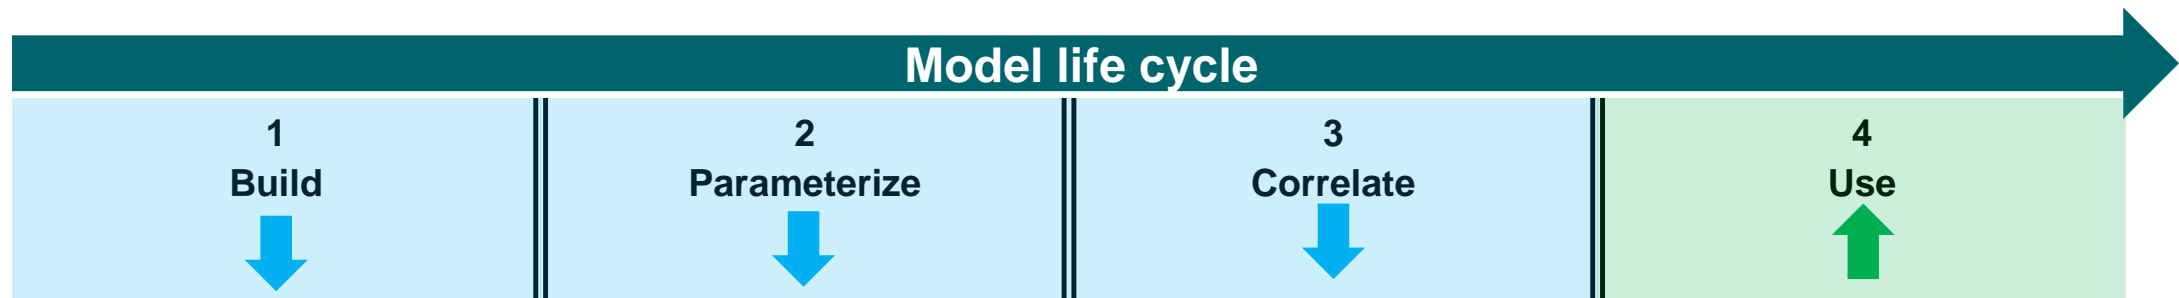 Model life cycle
1
Build
2
Parameterize
3
Correlate
4
Use